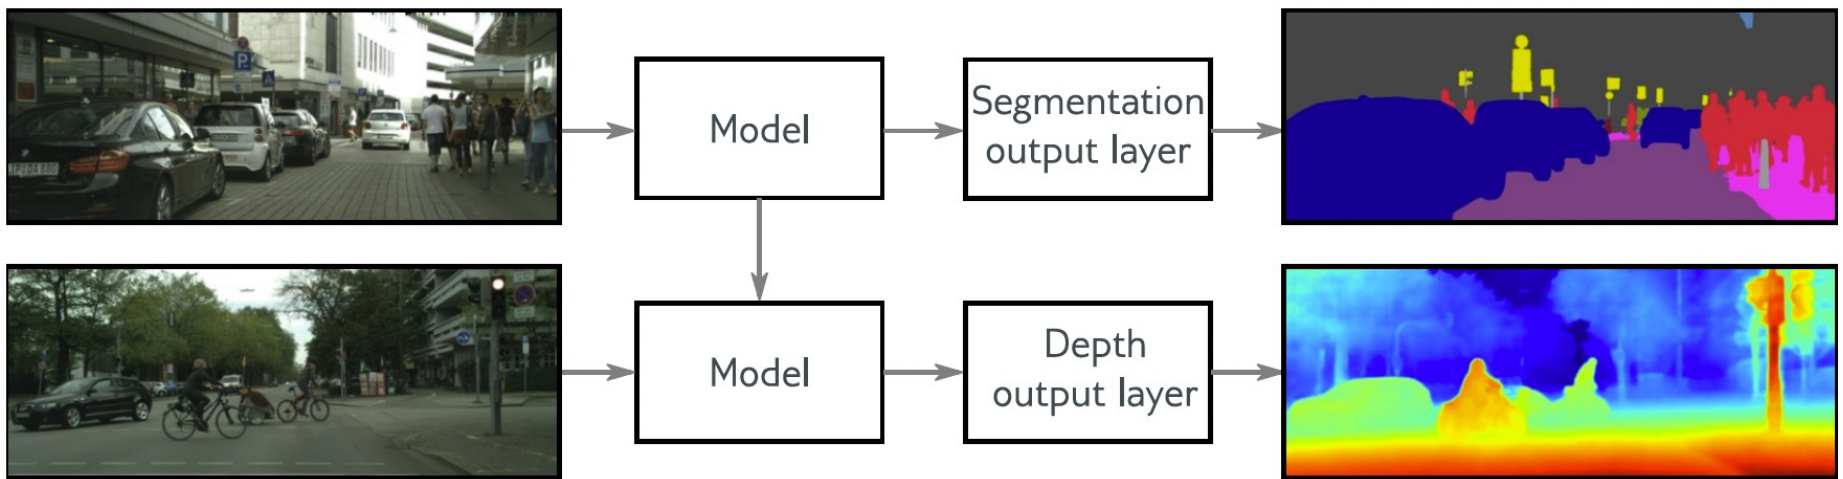 Model
Segmentation
output layer
P
Model
Depth
output layer